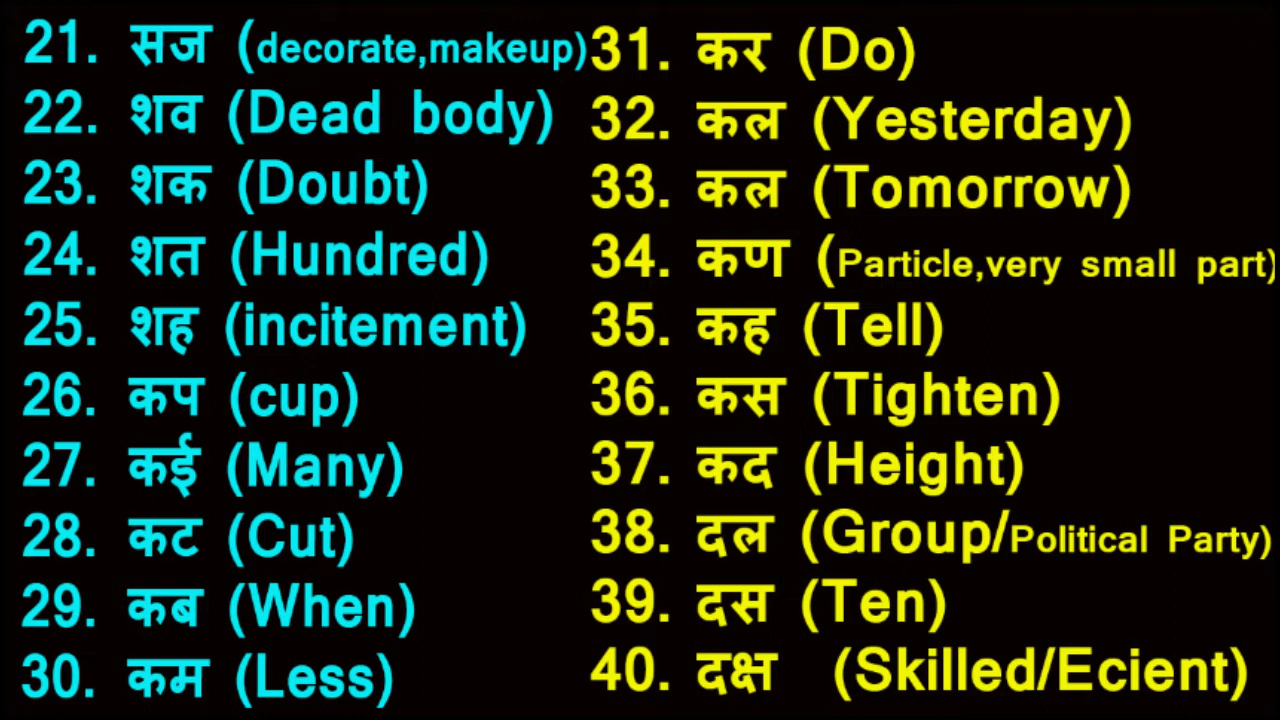 21. सज (decorate,makeup)
22. शव (Dead body)
23. शक (Doubt)
24. शत (Hundred)
25. शह (incitement)
26. कप (cup)
27. कई (Many)
28. कट (Cut)
29. कब (When)
30. कम (Less)
31. कर (Do)
32. कल (Yesterday)
33. कल (Tomorrow)
34. कण (Particle,very small part)
35. कह (Tell)
36. कस (Tighten)
37. कद (Height)
38. दल (Group/Political Party)
39. दस (Ten)
40. दक्ष (Skilled/Ecient)